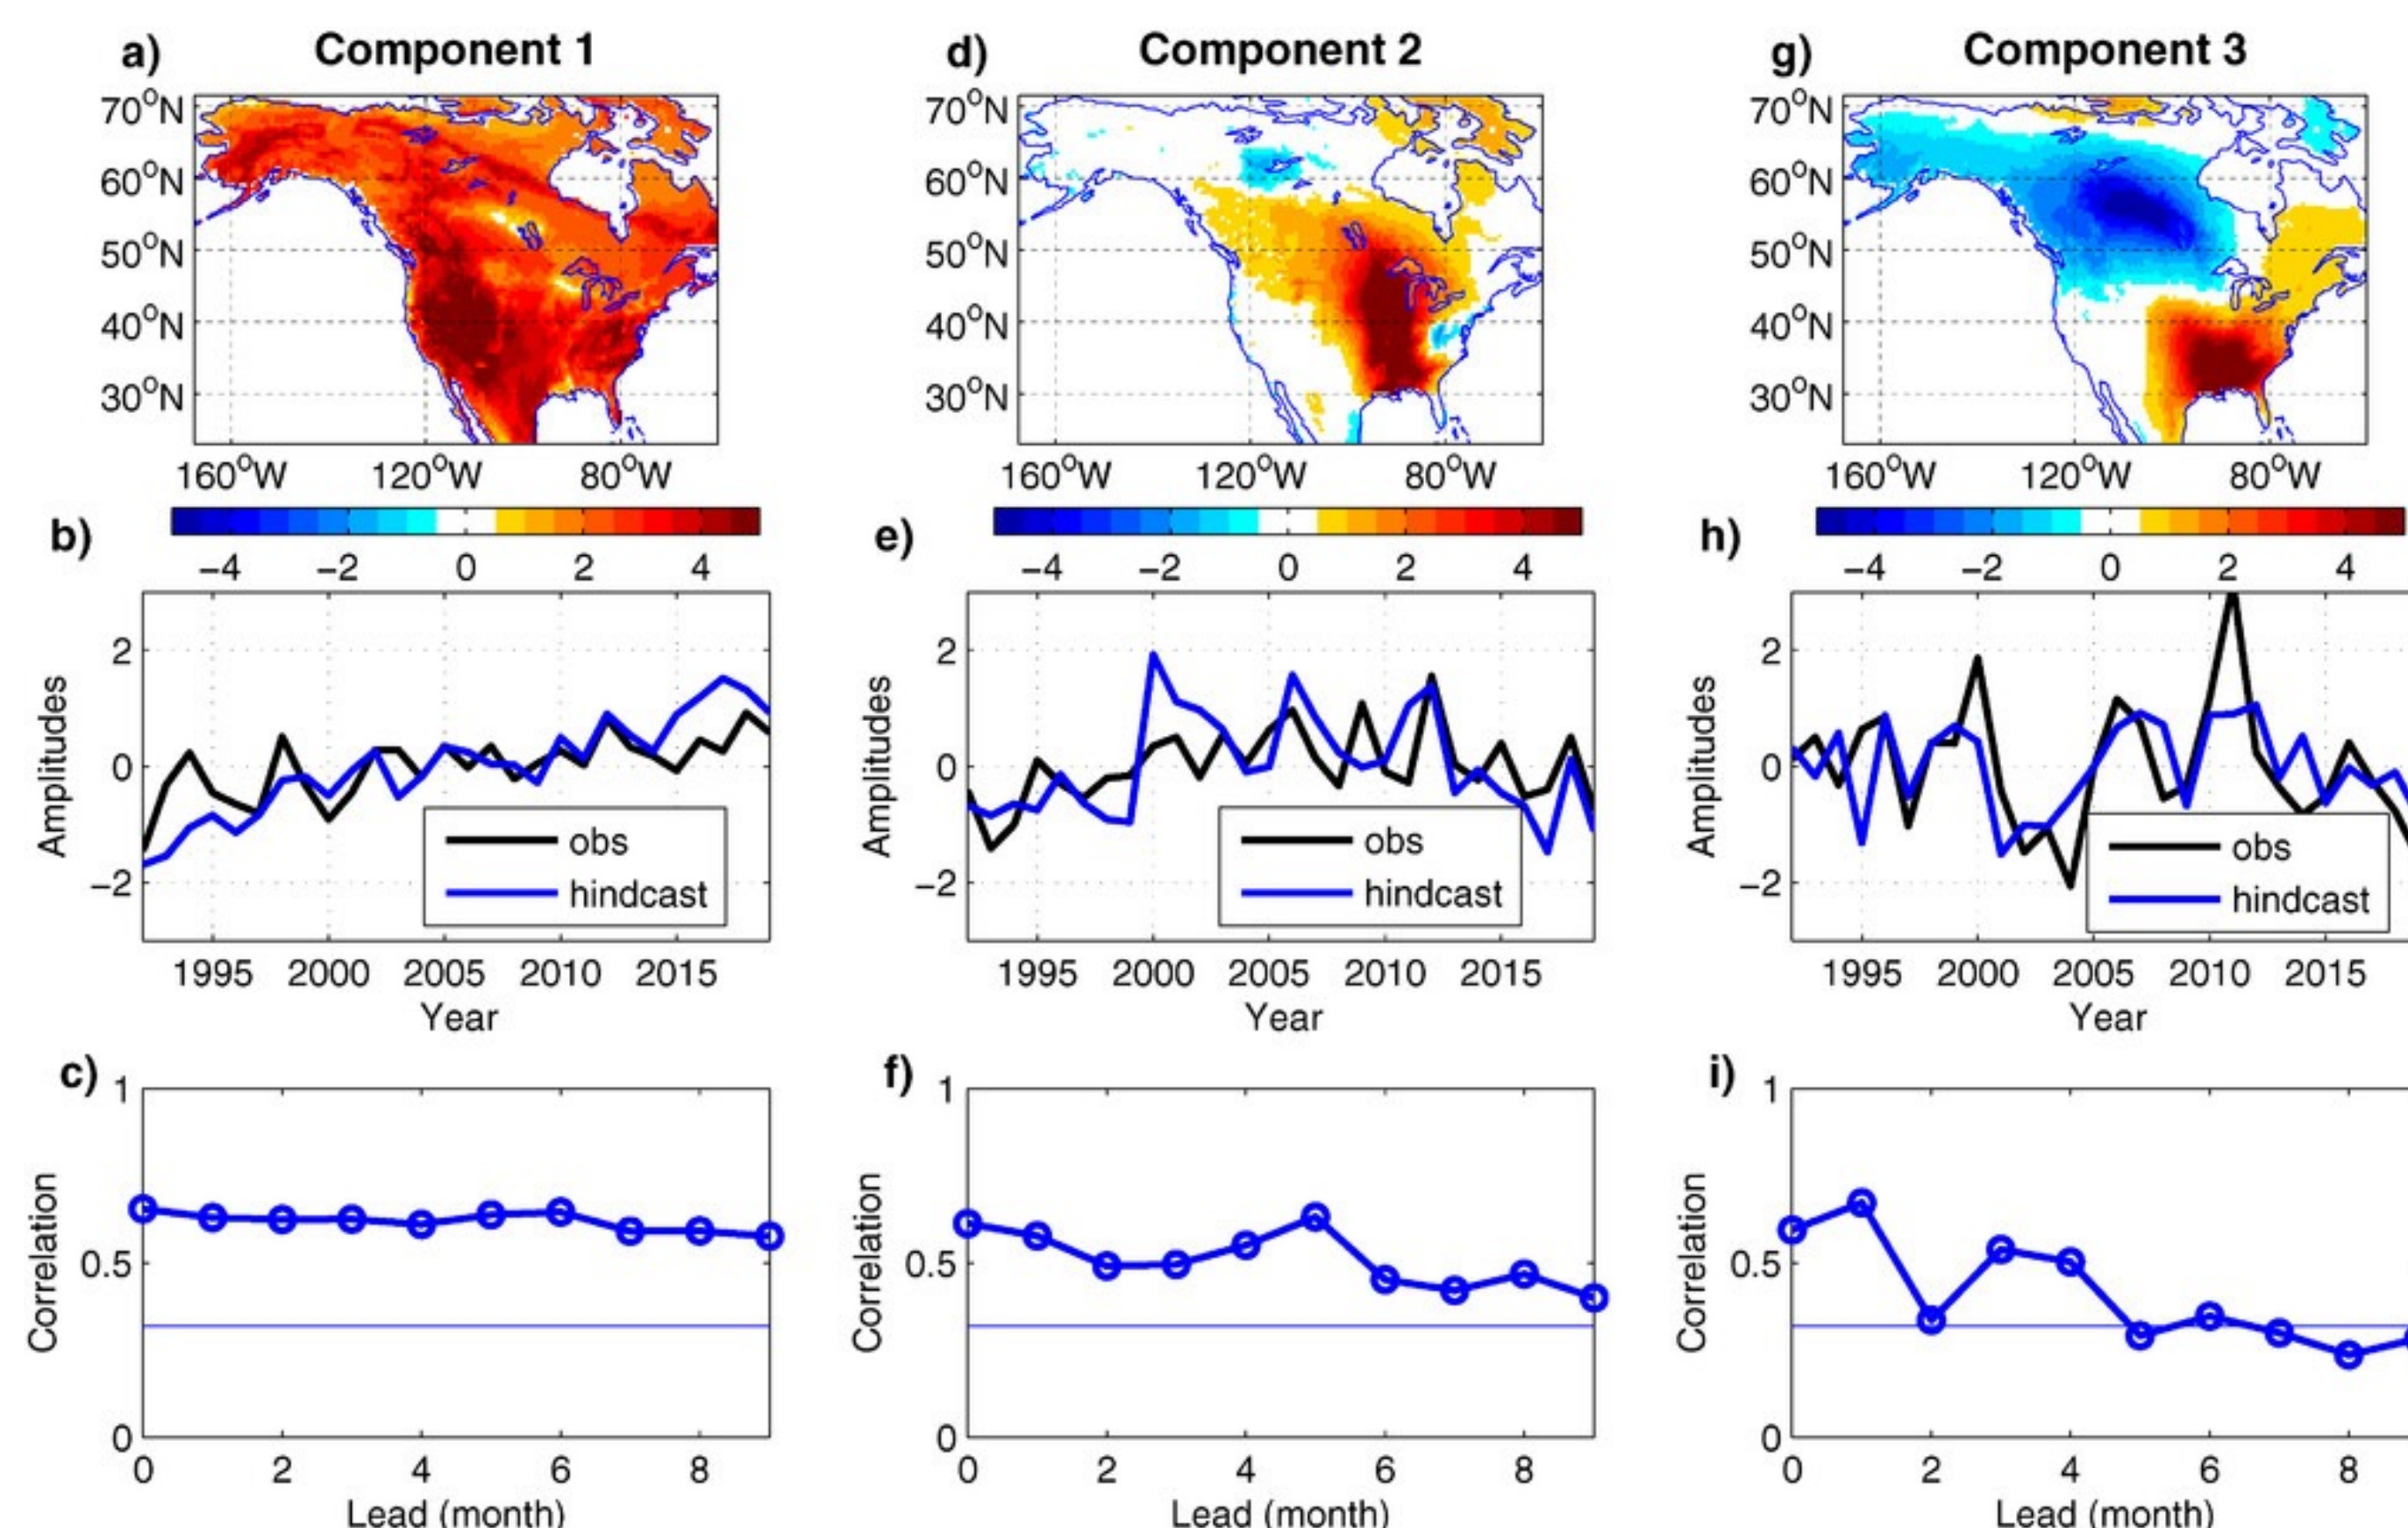 a) Component 1
70°N
60°N
50°N
40°N
30°N
160°W 120°W 80°W
−4 −2 0 2 4
b)
Amplitudes
2
0
−2
obs
hindcast
1995 2000 2005 2010 2015
Year
c)
Correlation
1
0.5
0
0 2 4 6 8
Lead (month)
d) Component 2
70°N
60°N
50°N
40°N
30°N
160°W 120°W 80°W
−4 −2 0 2 4
e)
Amplitudes
2
0
−2
obs
hindcast
1995 2000 2005 2010 2015
Year
f)
Correlation
1
0.5
0
0 2 4 6 8
Lead (month)
g) Component 3
70°N
60°N
50°N
40°N
30°N
160°W 120°W 80°W
−4 −2 0 2 4
h)
Amplitudes
2
0
−2
obs
hindcast
1995 2000 2005 2010 2015
Year
i)
Correlation
1
0.5
0
0 2 4 6 8
Lead (month)